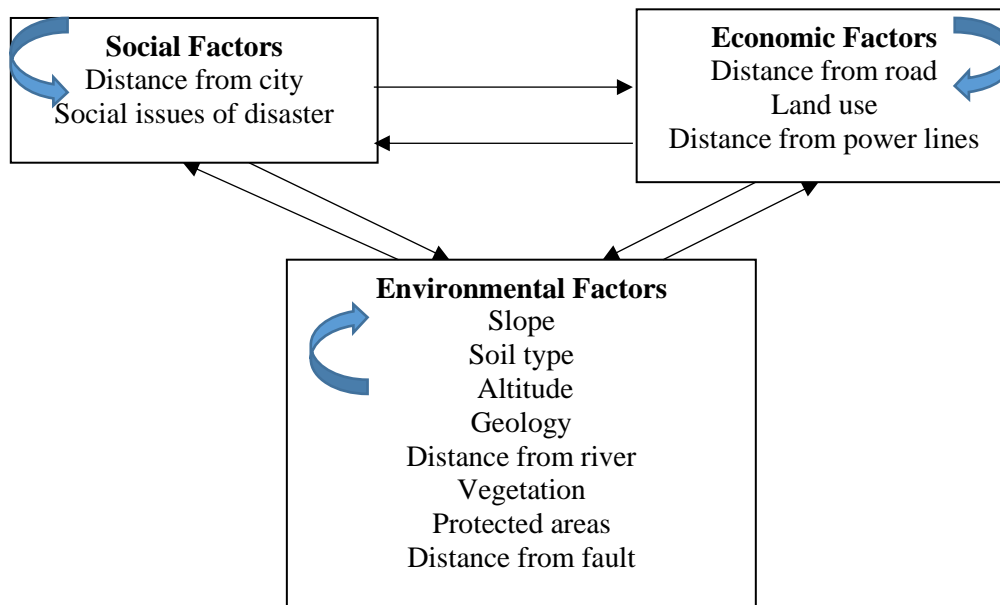 Social Factors
Distance from city
Social issues of disaster
Economic Factors
Distance from road
Land use
Distance from power lines
Environmental Factors
Slope
Soil type
Altitude
Geology
Distance from river
Vegetation
Protected areas
Distance from fault